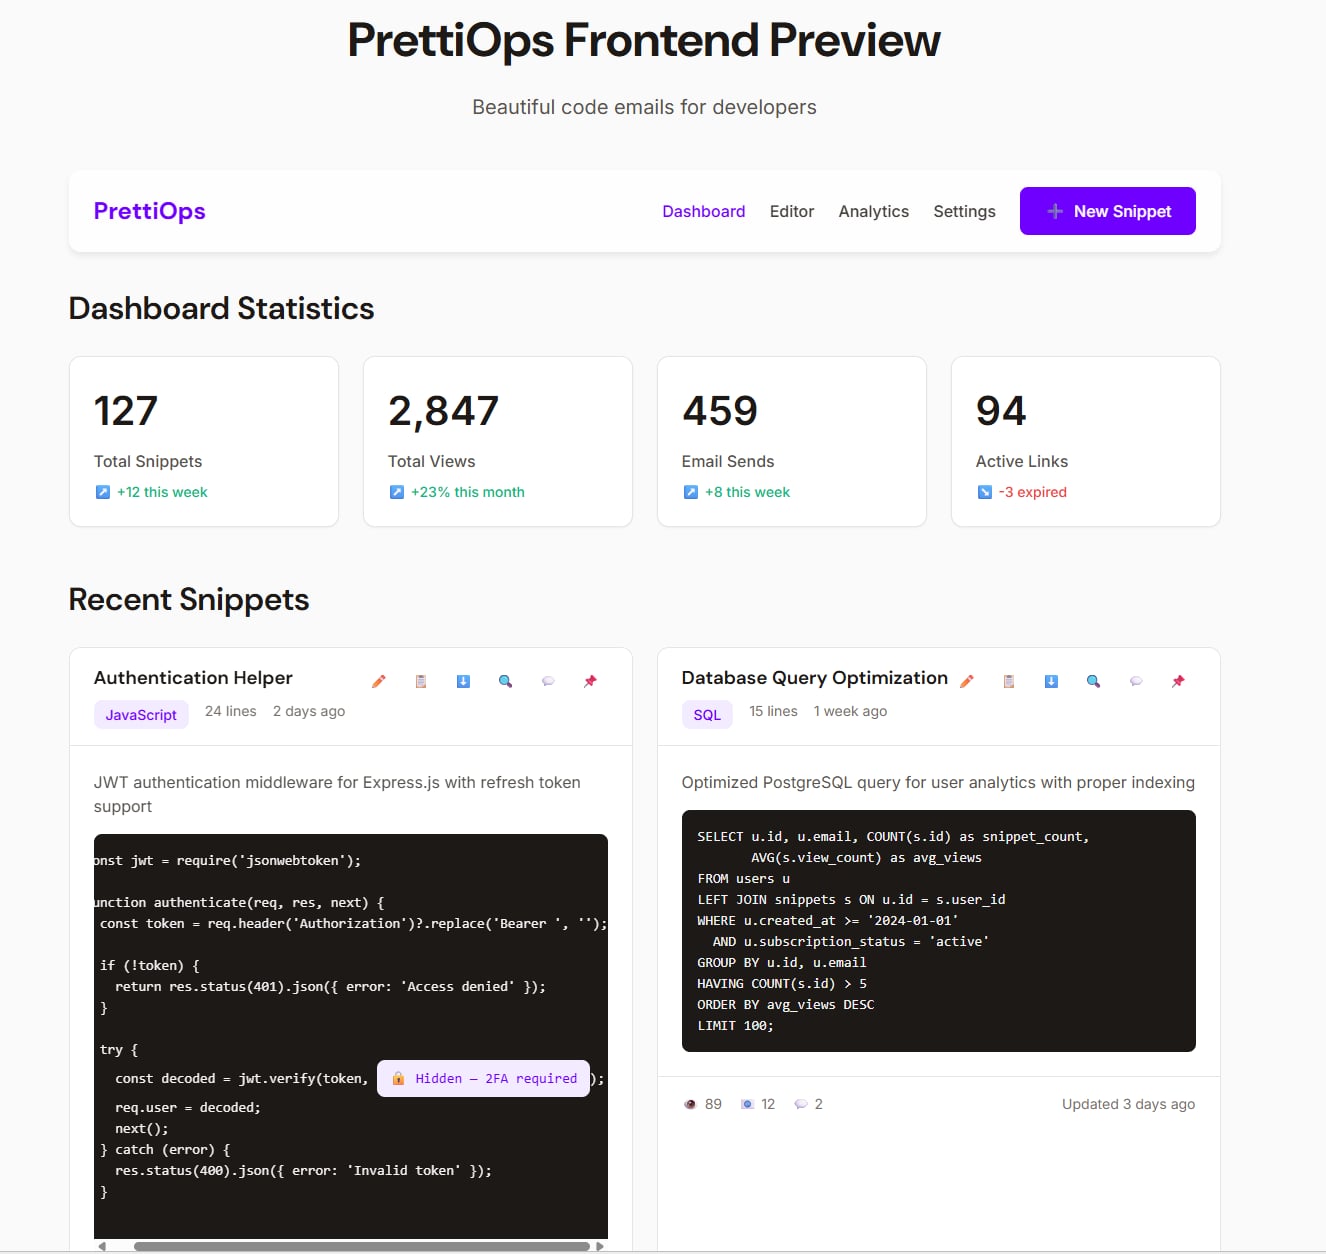 PrettiOps Frontend Preview
Beautiful code emails for developers
PrettiOps
Dashboard Editor Analytics Settings New Snippet
Dashboard Statistics
127
Total Snippets
+12 this week
2,847
Total Views
+23% this month
459
Email Sends
+8 this week
94
Active Links
-3 expired
Recent Snippets
Authentication Helper
JavaScript 24 lines 2 days ago
JWT authentication middleware for Express.js with refresh token
support
onst jwt = require('jsonwebtoken');
unction authenticate(req, res, next) {
const token = req.header('Authorization')?.replace('Bearer ', '');
if (!token) {
return res.status(401).json({ error: 'Access denied' });
}
try {
const decoded = jwt.verify(token, Hidden — 2FA required );
req.user = decoded;
next();
} catch (error) {
res.status(400).json({ error: 'Invalid token' });
}
Database Query Optimization
SQL 15 lines 1 week ago
Optimized PostgreSQL query for user analytics with proper indexing
SELECT u.id, u.email, COUNT(s.id) as snippet_count,
AVG(s.view_count) as avg_views
FROM users u
LEFT JOIN snippets s ON u.id = s.user_id
WHERE u.created_at >= '2024-01-01'
AND u.subscription_status = 'active'
GROUP BY u.id, u.email
HAVING COUNT(s.id) > 5
ORDER BY avg_views DESC
LIMIT 100;
89 12 2 Updated 3 days ago